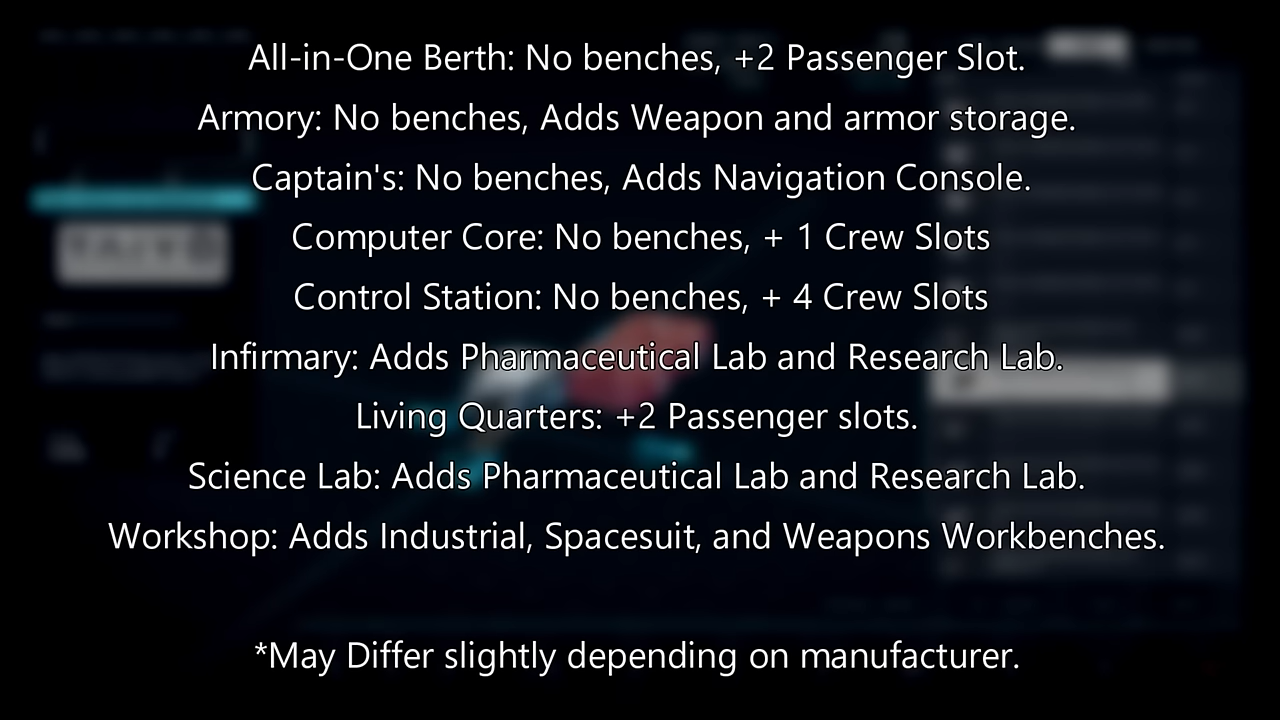 All-in-One Berth: No benches, +2 Passenger Slot.
Armory: No benches, Adds Weapon and armor storage.
Captain's: No benches, Adds Navigation Console.
Computer Core: No benches, + 1 Crew Slots
Control Station: No benches, + 4 Crew Slots
Infirmary: Adds Pharmaceutical Lab and Research Lab.
Living Quarters: +2 Passenger slots.
Science Lab: Adds Pharmaceutical Lab and Research Lab.
Workshop: Adds Industrial, Spacesuit, and Weapons Workbenches.
*May Differ slightly depending on manufacturer.